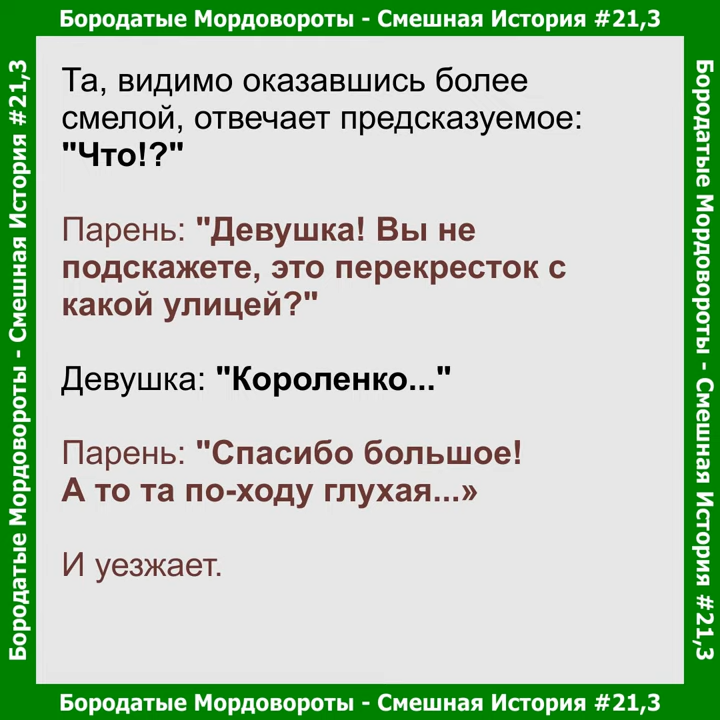 Бородатые Мордовороты - Смешная История #21,3
Бородатые Мордовороты - Смешная История #21,3
Та, видимо оказавшись более
смелой, отвечает предсказуемое:
"Что!?"
Парень: "Девушка! Вы не
подскажете, это перекресток с
какой улицей?"
Девушка: "Короленко..."
Парень: "Спасибо большое!
А то та по-ходу глухая...»
И уезжает.
Бородатые Мордовороты - Смешная История #21,3
Бородатые Мордовороты - Смешная История #21,3